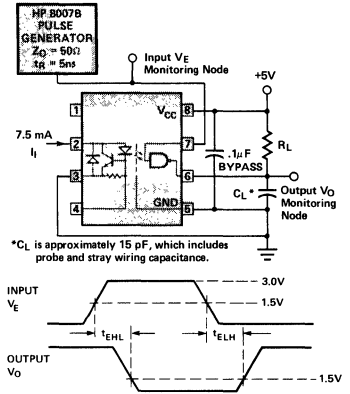 HP 8007B
PULSE
GENERATOR
Z₀ = 50Ω
tR = 5ns
Input VE
Monitoring Node
+5V
1
VCC
8
7.5 mA
II
2
7
RL
.1μF
BYPASS
3
6
CL*
Output VO
Monitoring
Node
4
GND
5
*CL is approximately 15 pF, which includes
probe and stray wiring capacitance.
INPUT
VE
3.0V
1.5V
tEHL
tELH
OUTPUT
VO
1.5V